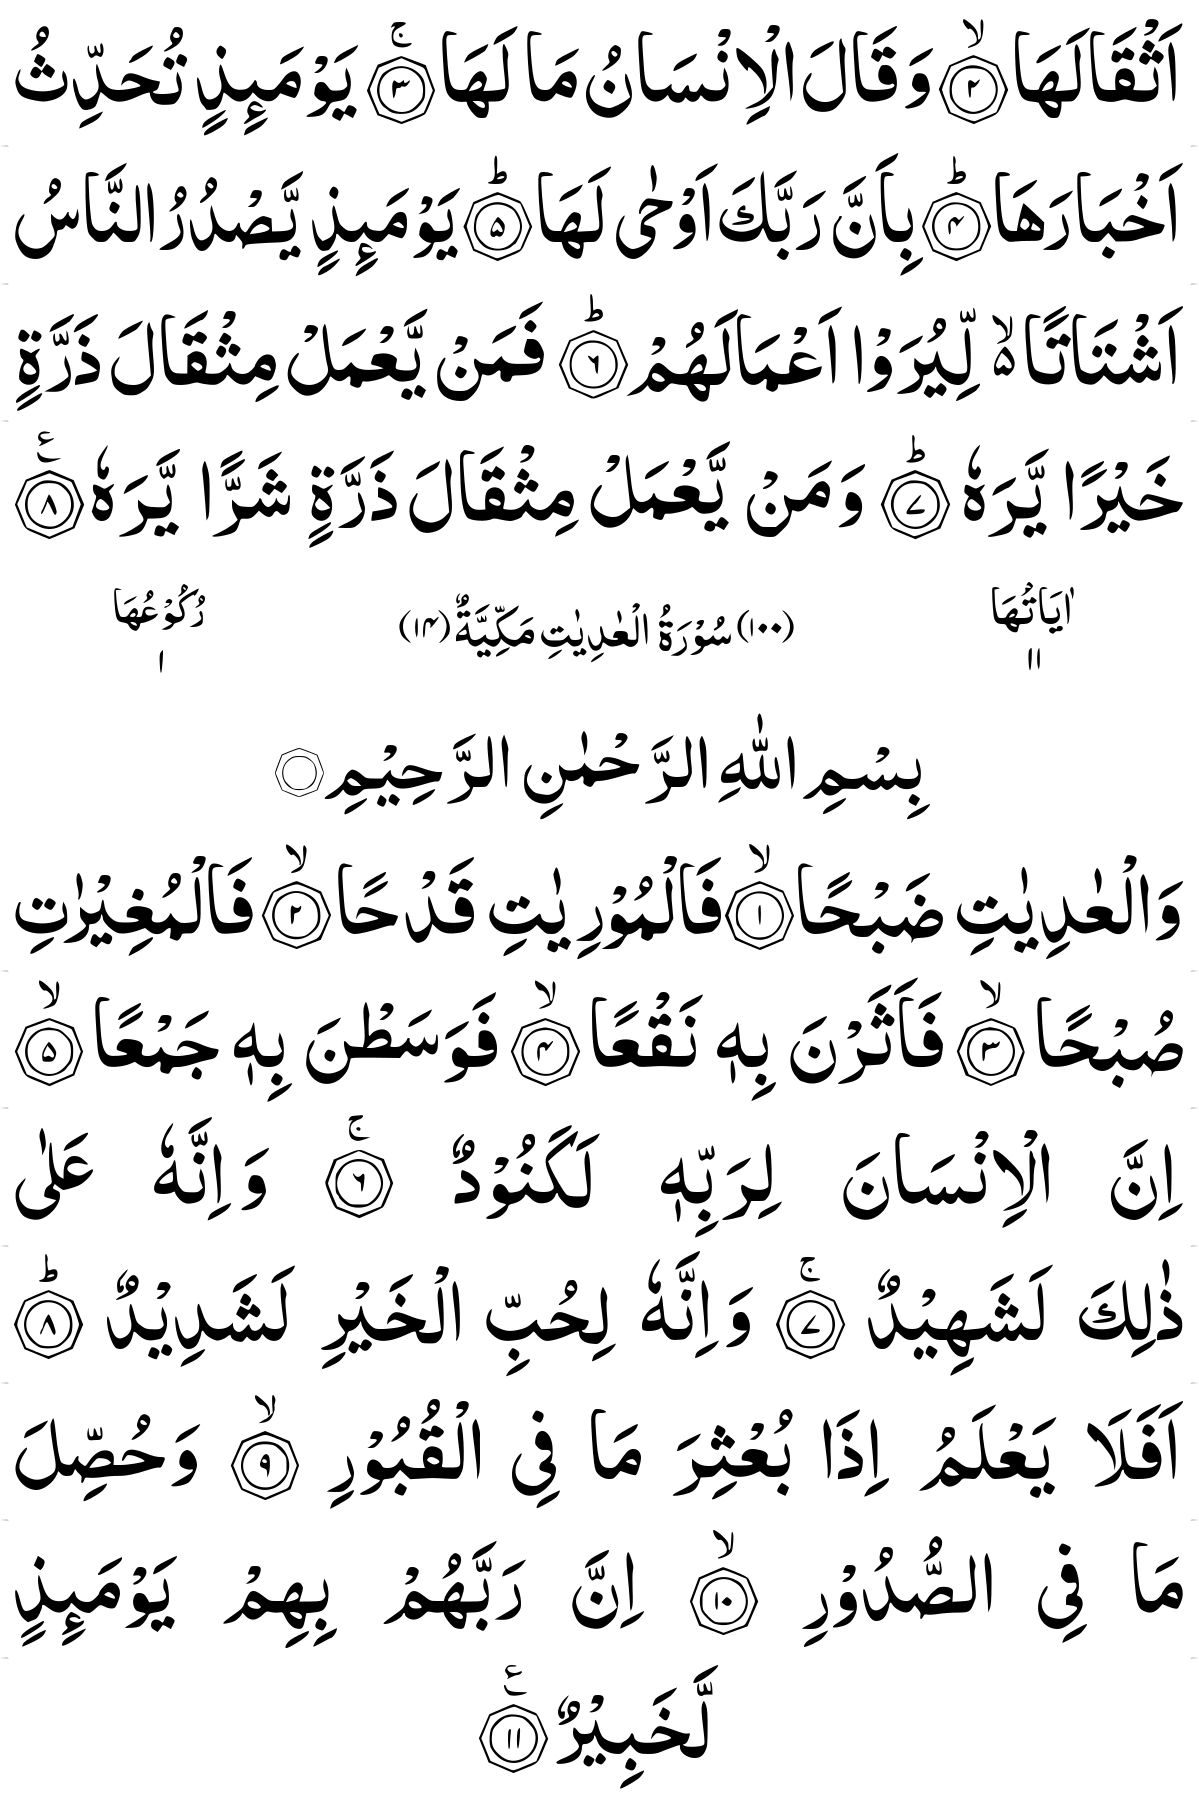 اَثْقَالَهَا ۙ﴿۲﴾ وَقَالَ الْاِنْسَانُ مَا لَهَا ۚ﴿۳﴾ يَوْمَىِٕذٍ تُحَدِّثُ
اَخْبَارَهَا ؕ﴿۴﴾ بِاَنَّ رَبَّكَ اَوْحٰى لَهَا ؕ﴿۵﴾ يَوْمَىِٕذٍ يَّصْدُرُ النَّاسُ
اَشْتَاتًا ۙ۬ لِّيُرَوْا اَعْمَالَهُمْ ؕ﴿۶﴾ فَمَنْ يَّعْمَلْ مِثْقَالَ ذَرَّةٍ
خَيْرًا يَّرَهٗ ؕ﴿۷﴾ وَمَنْ يَّعْمَلْ مِثْقَالَ ذَرَّةٍ شَرًّا يَّرَهٗ ﴿۸﴾
اٰيَاتُهَا ۱۱ (۱۰۰) سُوْرَةُ الْعٰدِيٰتِ مَكِّيَّةٌ (۱۴) رُكُوْعُهَا ۱
بِسْمِ اللهِ الرَّحْمٰنِ الرَّحِيْمِ
وَالْعٰدِيٰتِ ضَبْحًا ۙ﴿۱﴾ فَالْمُوْرِيٰتِ قَدْحًا ۙ﴿۲﴾ فَالْمُغِيْرٰتِ
صُبْحًا ۙ﴿۳﴾ فَاَثَرْنَ بِهٖ نَقْعًا ۙ﴿۴﴾ فَوَسَطْنَ بِهٖ جَمْعًا ۙ﴿۵﴾
اِنَّ الْاِنْسَانَ لِرَبِّهٖ لَكَنُوْدٌ ۚ﴿۶﴾ وَاِنَّهٗ عَلٰى
ذٰلِكَ لَشَهِيْدٌ ۚ﴿۷﴾ وَاِنَّهٗ لِحُبِّ الْخَيْرِ لَشَدِيْدٌ ؕ﴿۸﴾
اَفَلَا يَعْلَمُ اِذَا بُعْثِرَ مَا فِى الْقُبُوْرِ ۙ﴿۹﴾ وَحُصِّلَ
مَا فِى الصُّدُوْرِ ۙ﴿۱۰﴾ اِنَّ رَبَّهُمْ بِهِمْ يَوْمَىِٕذٍ
لَّخَبِيْرٌ ﴿۱۱﴾